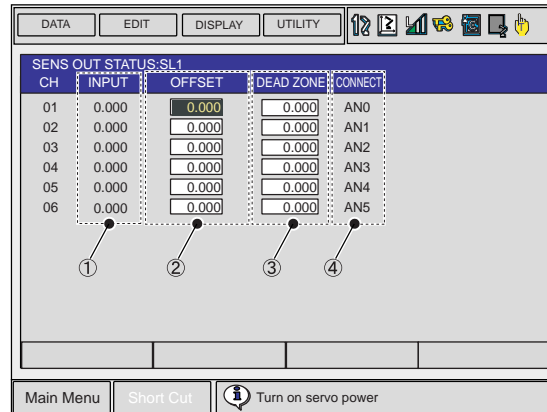 DATA EDIT DISPLAY UTILITY
SENS OUT STATUS:SL1
CH INPUT OFFSET DEAD ZONE CONNECT
01 0.000 0.000 0.000 AN0
02 0.000 0.000 0.000 AN1
03 0.000 0.000 0.000 AN2
04 0.000 0.000 0.000 AN3
05 0.000 0.000 0.000 AN4
06 0.000 0.000 0.000 AN5
① ② ③ ④
Main Menu Short Cut Turn on servo power